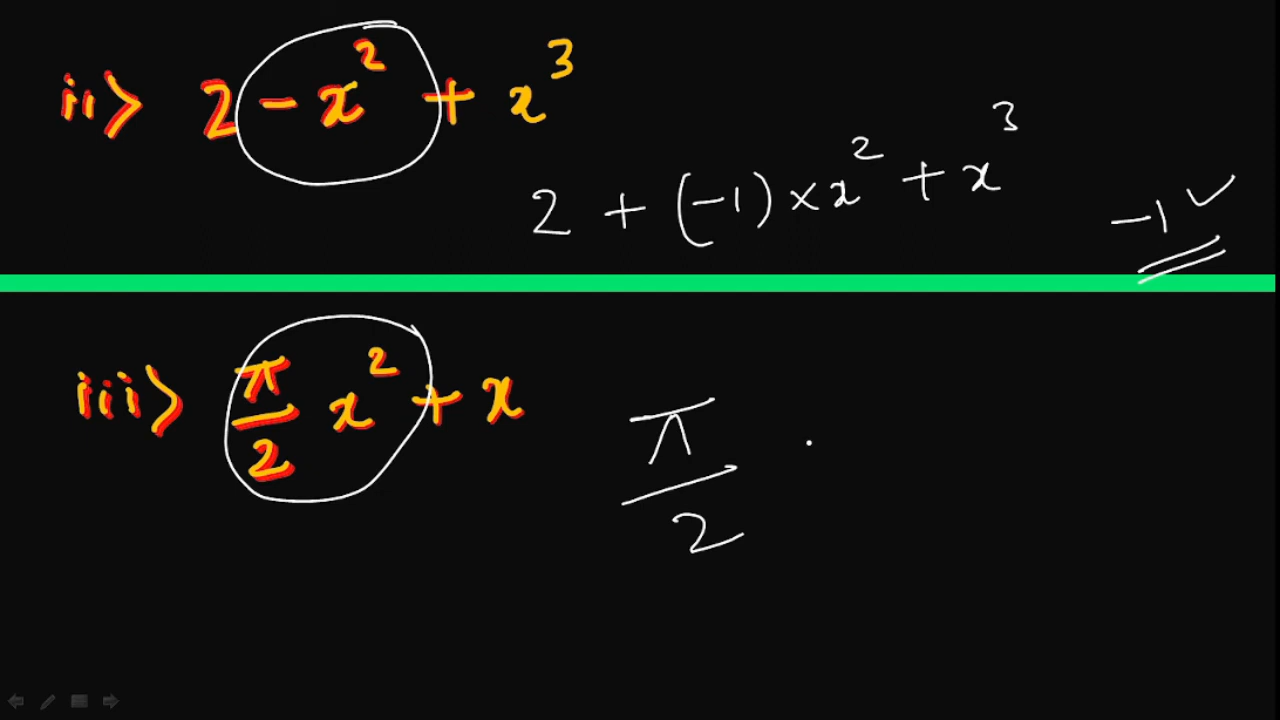 ii> 2 - x² + x³
2 + (-1) × x² + x³
-1 ✓
iii> π/2 x² + x
π/2 .